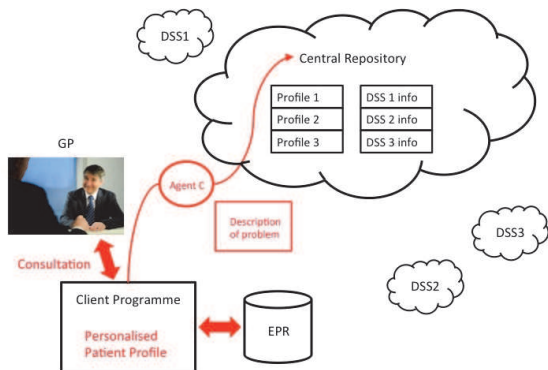 DSS1
Central Repository
Profile 1
DSS 1 info
Profile 2
DSS 2 info
Profile 3
DSS 3 info
GP
Agent C
Description
of problem
Consultation
DSS3
DSS2
Client Programme
Personalised
Patient Profile
EPR